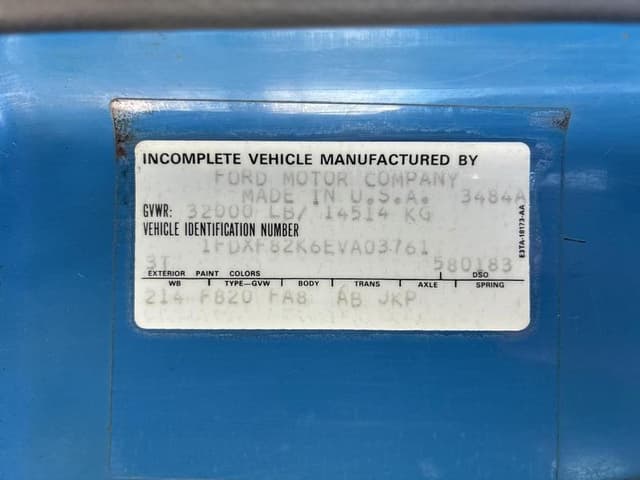 INCOMPLETE VEHICLE MANUFACTURED BY
FORD MOTOR COMPANY
MADE IN U.S.A. 3484A
GVWR: 32000 LB/ 14514 KG
VEHICLE IDENTIFICATION NUMBER
1FDXF82K6EVA03761
3T 580183
EXTERIOR PAINT COLORS DSO
WB TYPE—GVW BODY TRANS AXLE SPRING
214 F820 FA8 AB JKP
E3TA-18173-AA